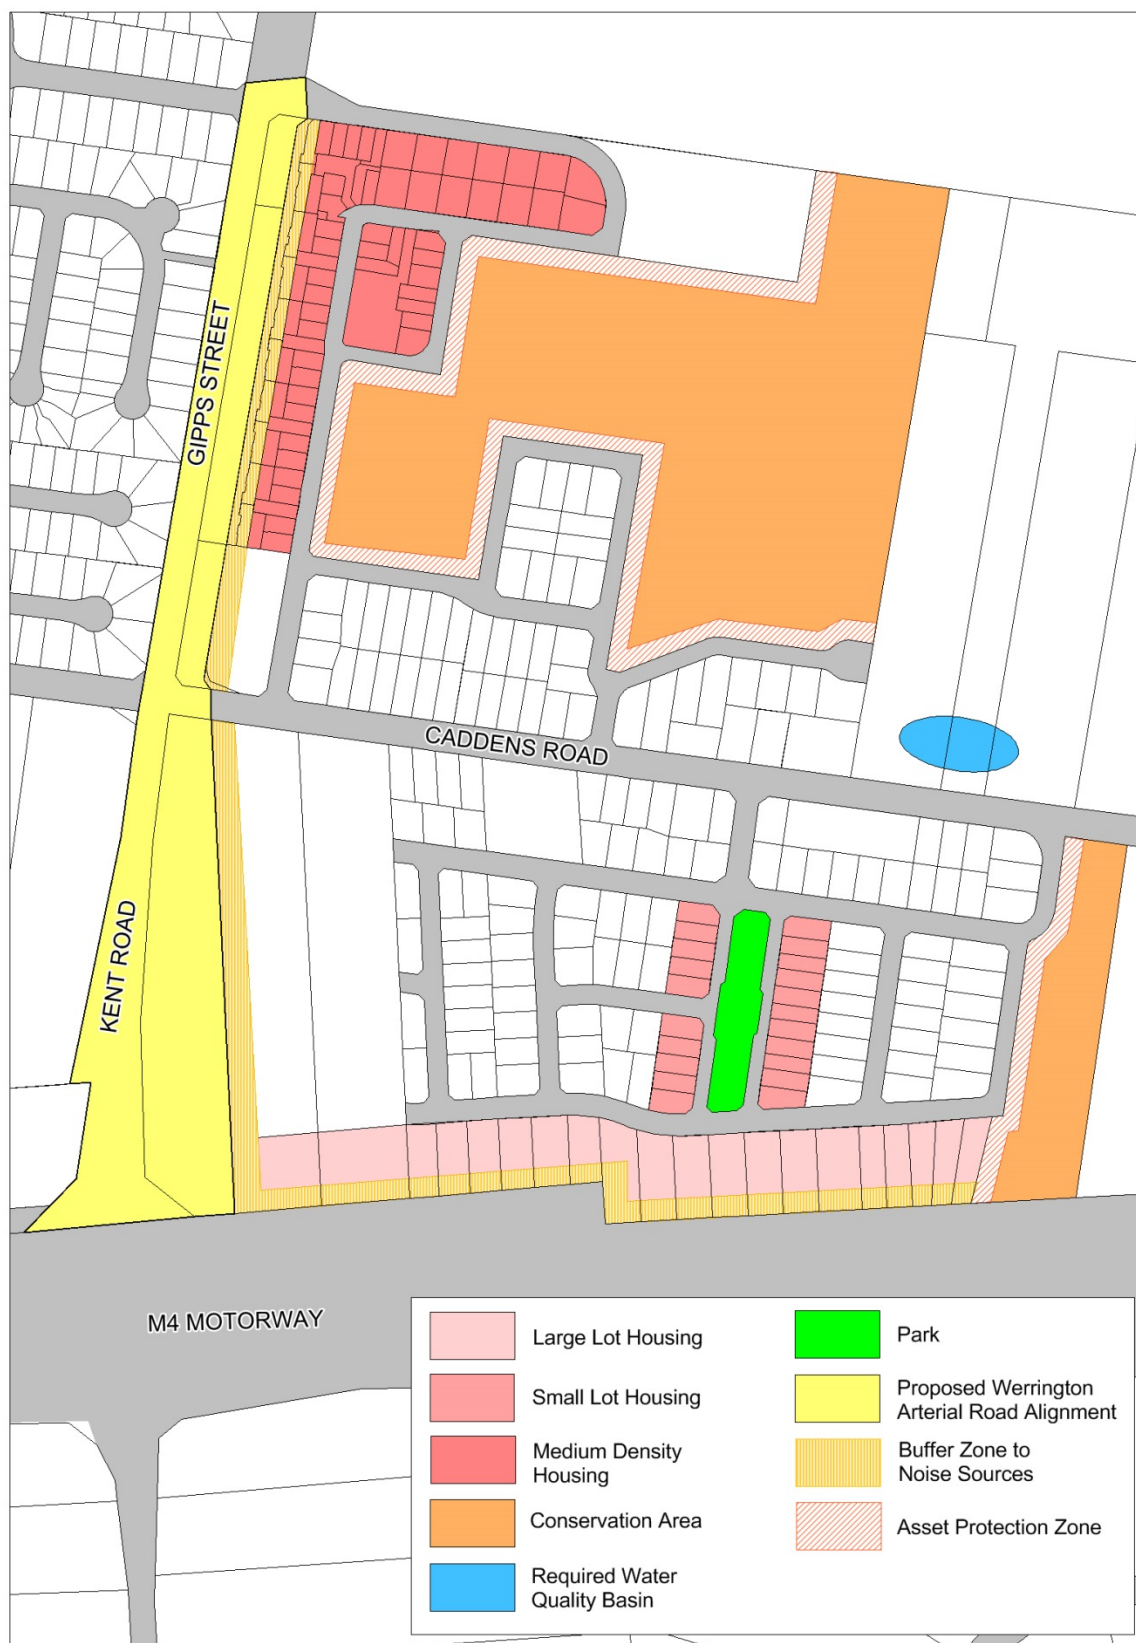 GIPPS STREET
CADDENS ROAD
KENT ROAD
M4 MOTORWAY
Large Lot Housing
Small Lot Housing
Medium Density
Housing
Conservation Area
Required Water
Quality Basin
Park
Proposed Werrington
Arterial Road Alignment
Buffer Zone to
Noise Sources
Asset Protection Zone